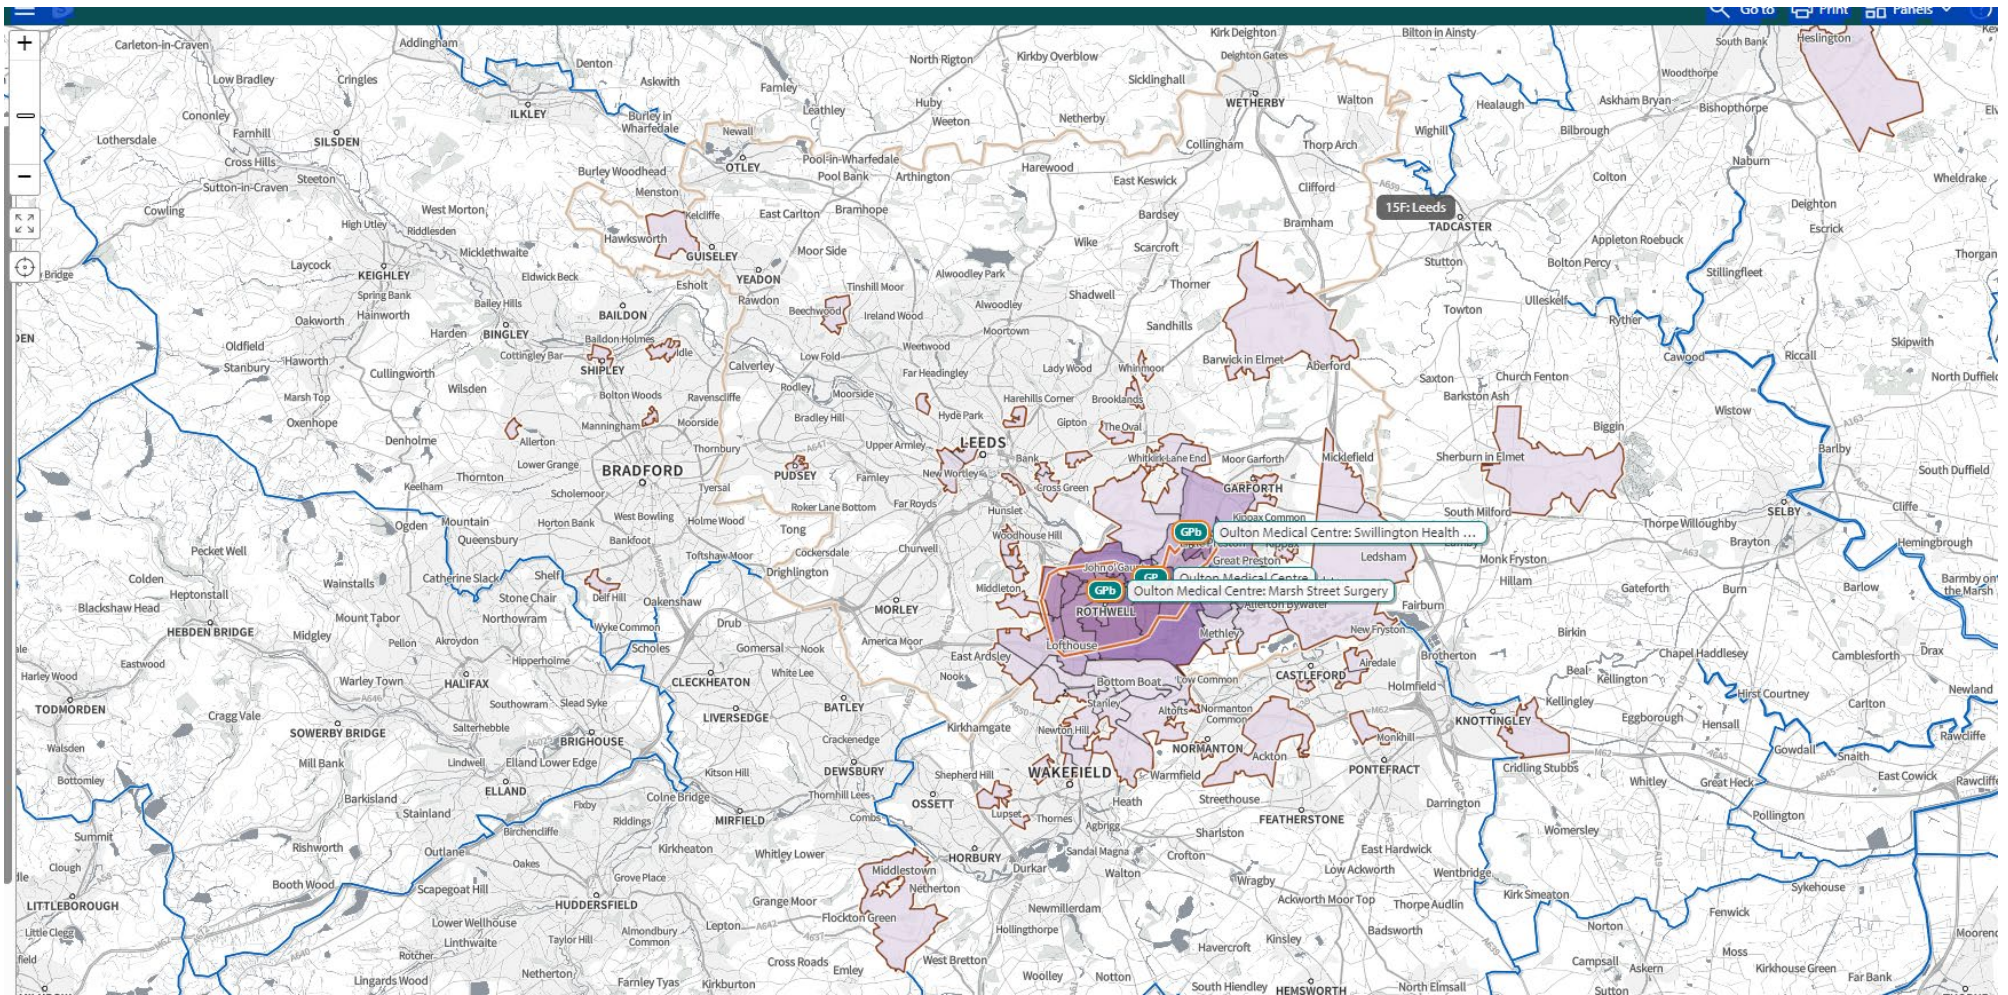 Go to
Print
Panels
+
−
Carleton-in-Craven
Addingham
Denton
North Rigton
Kirkby Overblow
Kirk Deighton
Deighton Gates
Bilton in Ainsty
South Bank
Heslington
Low Bradley
Cringles
Askwith
Farnley
Sicklinghall
Woodthorpe
Cononley
ILKLEY
Burley in
Wharfedale
Leathley
Huby
Weeton
Netherby
WETHERBY
Walton
Healaugh
Askham Bryan
Bishopthorpe
Lothersdale
Farnhill
SILSDEN
Newall
Wighill
Bilbrough
Cross Hills
Steeton
Sutton-in-Craven
Burley Woodhead
Menston
OTLEY
Pool-in-Wharfedale
Pool Bank
Arthington
Harewood
East Keswick
Collingham
Thorp Arch
Clifford
A659
Naburn
Colton
Wheldrake
Cowling
West Morton
High Utley
Riddlesden
Kelcliffe
East Carlton
Bramhope
Bardsey
Bramham
15F: Leeds
TADCASTER
Deighton
Escrick
Hawksworth
GUISELEY
Moor Side
Wike
Scarcroft
Appleton Roebuck
Micklethwaite
Laycock
KEIGHLEY
Eldwick Beck
Esholt
YEADON
Alwoodley Park
Stutton
Bolton Percy
Stillingfleet
Thorgan
Bridge
Spring Bank
Hainworth
Bailey Hills
Rawdon
Tinshill Moor
Beechwood
Ireland Wood
Alwoodley
Shadwell
Thorner
Ulleskelf
Oakworth
BAILDON
Moortown
Sandhills
Towton
Ryther
Oldfield
Stanbury
Haworth
Harden
BINGLEY
Baildon Holmes
Cottingley Bar
SHIPLEY
Idle
Calverley
Low Fold
Weetwood
Far Headingley
Lady Wood
Whinmoor
Barwick in Elmet
Aberford
Cawood
Riccall
Skipwith
Cullingworth
Wilsden
Marsh Top
Oxenhope
Bolton Woods
Ravenscliffe
Rodley
Moorside
Harehills Corner
Brooklands
Saxton
Church Fenton
Barkston Ash
Wistow
North Duffield
A163
Manningham
Moorside
Bradley Hill
Hyde Park
Gipton
The Oval
Biggin
Denholme
Allerton
Thornbury
A647
Upper Armley
LEEDS
Bank
Whitkirk Lane End
Moor Garforth
Micklefield
Sherburn in Elmet
Barlby
Lower Grange
BRADFORD
PUDSEY
Farnley
New Wortley
Cross Green
GARFORTH
South Duffield
Thornton
Keelham
Scholemoor
Tyersal
Roker Lane Bottom
Far Royds
Hunslet
Kippax Common
South Milford
SELBY
Cliffe
Ogden
Mountain
Queensbury
Horton Bank
West Bowling
Bankfoot
Holme Wood
Tong
Woodhouse Hill
GPb
Oulton Medical Centre: Swillington Health ...
Thorpe Willoughby
Brayton
Hemingbrough
Pecket Well
Toftshaw Moor
Cockersdale
Churwell
Great Preston
Ledsham
Monk Fryston
A63
Colden
Heptonstall
Wainstalls
Catherine Slack
Shelf
Drighlington
John o' Gau
GP
Oulton Medical Centre
Hillam
Gateforth
Burn
Barlow
Barmby on
the Marsh
Blackshaw Head
Stone Chair
Delf Hill
Oakenshaw
Middleton
GPb
Oulton Medical Centre: Marsh Street Surgery
Mount Tabor
Northowram
MORLEY
ROTHWELL
Allerton Bywater
Fairburn
HEBDEN BRIDGE
Midgley
Pellon
Akroydon
Wyke Common
Scholes
Drub
America Moor
A653
Lofthouse
Methley
New Fryston
Birkin
Eastwood
Hipperholme
Gomersal
Nook
East Ardsley
Brotherton
Chapel Haddlesey
Camblesforth
Drax
Harley Wood
Warley Town
HALIFAX
CLECKHEATON
White Lee
Nook
Bottom Boat
Low Common
CASTLEFORD
Airedale
Holmfield
Beal
Kellington
Hirst Courtney
Newland
TODMORDEN
A646
Southowram
Slead Syke
LIVERSEDGE
BATLEY
A650
Stanley
Altofts
Normanton
Common
M62
Kellingley
KNOTTINGLEY
Eggborough
Hensall
Carlton
Cragg Vale
SOWERBY BRIDGE
Salterhebble
BRIGHOUSE
Crackenedge
Kirkhamgate
Newton Hill
NORMANTON
Monkhill
Gowdall
Rawcliffe
Walsden
Mill Bank
Lindwell
Elland Lower Edge
Kitson Hill
DEWSBURY
Shepherd Hill
WAKEFIELD
Warmfield
Ackton
PONTEFRACT
Cridling Stubbs
M62
A645
Snaith
Bottomley
Barkisland
ELLAND
Fixby
Colne Bridge
Thornhill Lees
OSSETT
Heath
Streethouse
Whitley
Great Heck
East Cowick
Stainland
Riddings
MIRFIELD
Combs
Lupset
Thornes
Agbrigg
Sharlston
FEATHERSTONE
Darrington
Womersley
Pollington
Summit
Rishworth
Outlane
Birchencliffe
Kirkheaton
Whitley Lower
HORBURY
Sandal Magna
Crofton
East Hardwick
Clough
Oakes
Durkar
Walton
Low Ackworth
Wentbridge
Booth Wood
Scapegoat Hill
Grove Place
Middlestown
Netherton
Wragby
Ackworth Moor Top
Thorpe Audlin
Kirk Smeaton
Sykehouse
LITTLEBOROUGH
HUDDERSFIELD
Grange Moor
Flockton Green
Newmillerdam
Fenwick
Little Clegg
Lower Wellhouse
Linthwaite
Taylor Hill
Almondbury
Common
Lepton
A642
A637
Hollingthorpe
Havercroft
Kinsley
Badsworth
Norton
Moss
Rotcher
A640
Cross Roads
Emley
West Bretton
Campsall
Askern
Kirkhouse Green
Far Bank
Lingards Wood
Netherton
Farnley Tyas
Kirkburton
Woolley
Notton
South Hiendley
HEMSWORTH
North Elmsall
Sutton